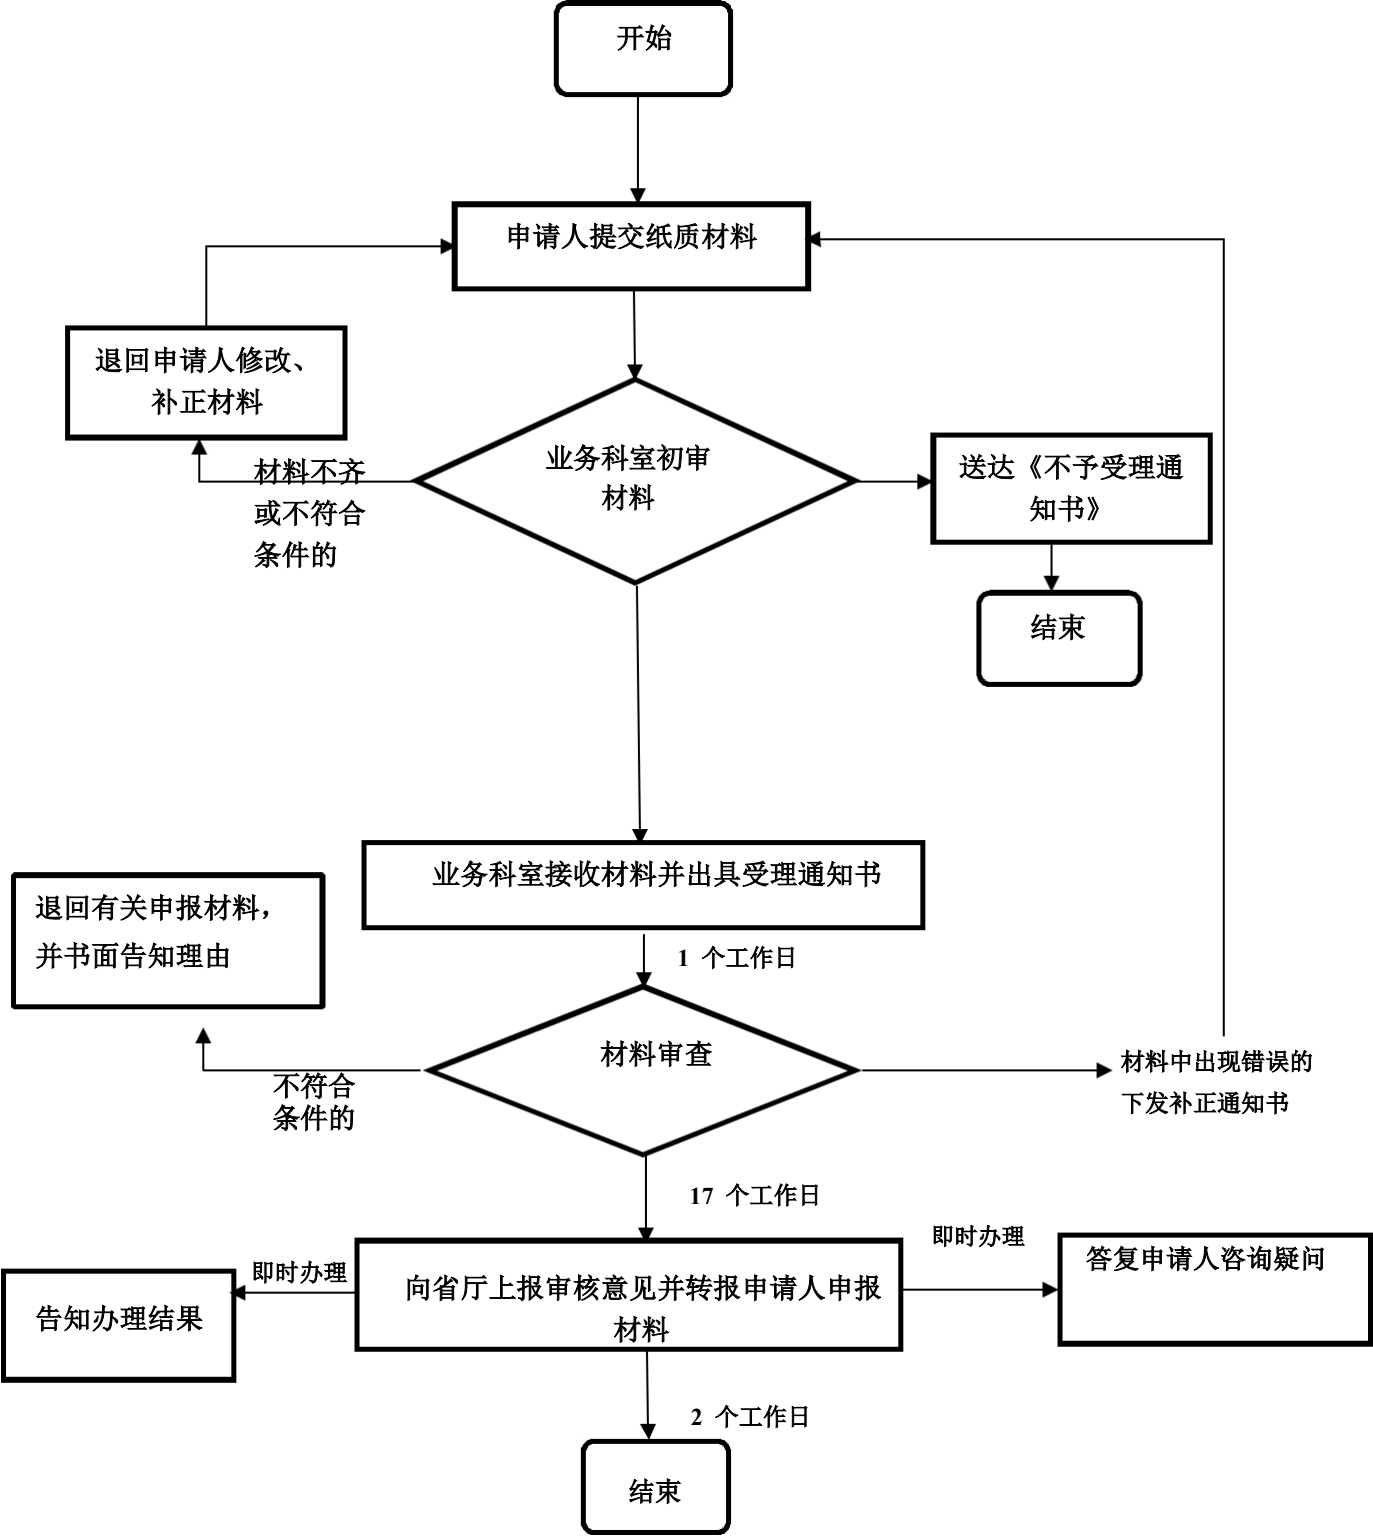 开始
申请人提交纸质材料
退回申请人修改、
补正材料
业务科室初审
材料
材料不齐
或不符合
条件的
送达《不予受理通
知书》
结束
业务科室接收材料并出具受理通知书
退回有关申报材料，
并书面告知理由
1 个工作日
材料审查
不符合
条件的
材料中出现错误的
下发补正通知书
17 个工作日
即时办理
答复申请人咨询疑问
即时办理
向省厅上报审核意见并转报申请人申报
材料
告知办理结果
2 个工作日
结束